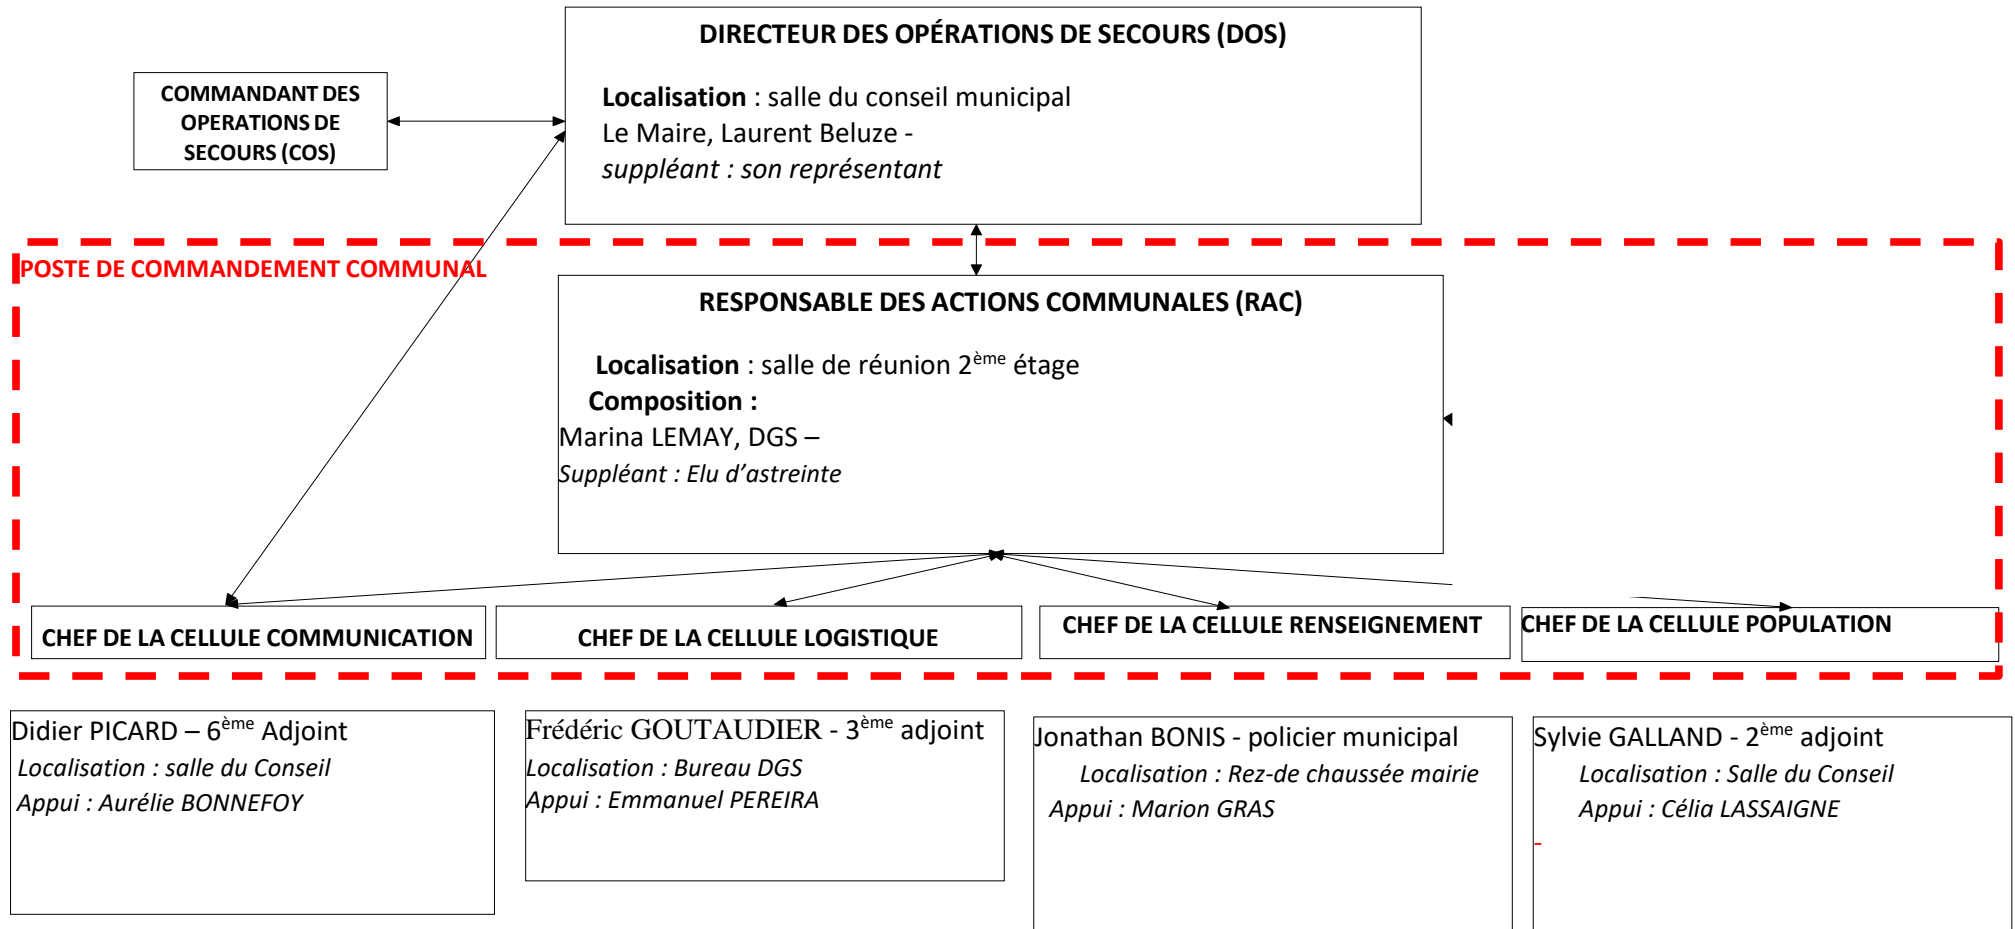 DIRECTEUR DES OPÉRATIONS DE SECOURS (DOS)
Localisation : salle du conseil municipal
Le Maire, Laurent Beluze -
suppléant : son représentant
COMMANDANT DES
OPERATIONS DE
SECOURS (COS)
POSTE DE COMMANDEMENT COMMUNAL
RESPONSABLE DES ACTIONS COMMUNALES (RAC)
Localisation : salle de réunion 2ème étage
Composition :
Marina LEMAY, DGS –
Suppléant : Elu d’astreinte
CHEF DE LA CELLULE COMMUNICATION
CHEF DE LA CELLULE LOGISTIQUE
CHEF DE LA CELLULE RENSEIGNEMENT
CHEF DE LA CELLULE POPULATION
Didier PICARD – 6ème Adjoint
Localisation : salle du Conseil
Appui : Aurélie BONNEFOY
Frédéric GOUTAUDIER - 3ème adjoint
Localisation : Bureau DGS
Appui : Emmanuel PEREIRA
Jonathan BONIS - policier municipal
Localisation : Rez-de chaussée mairie
Appui : Marion GRAS
Sylvie GALLAND - 2ème adjoint
Localisation : Salle du Conseil
Appui : Célia LASSAIGNE
-